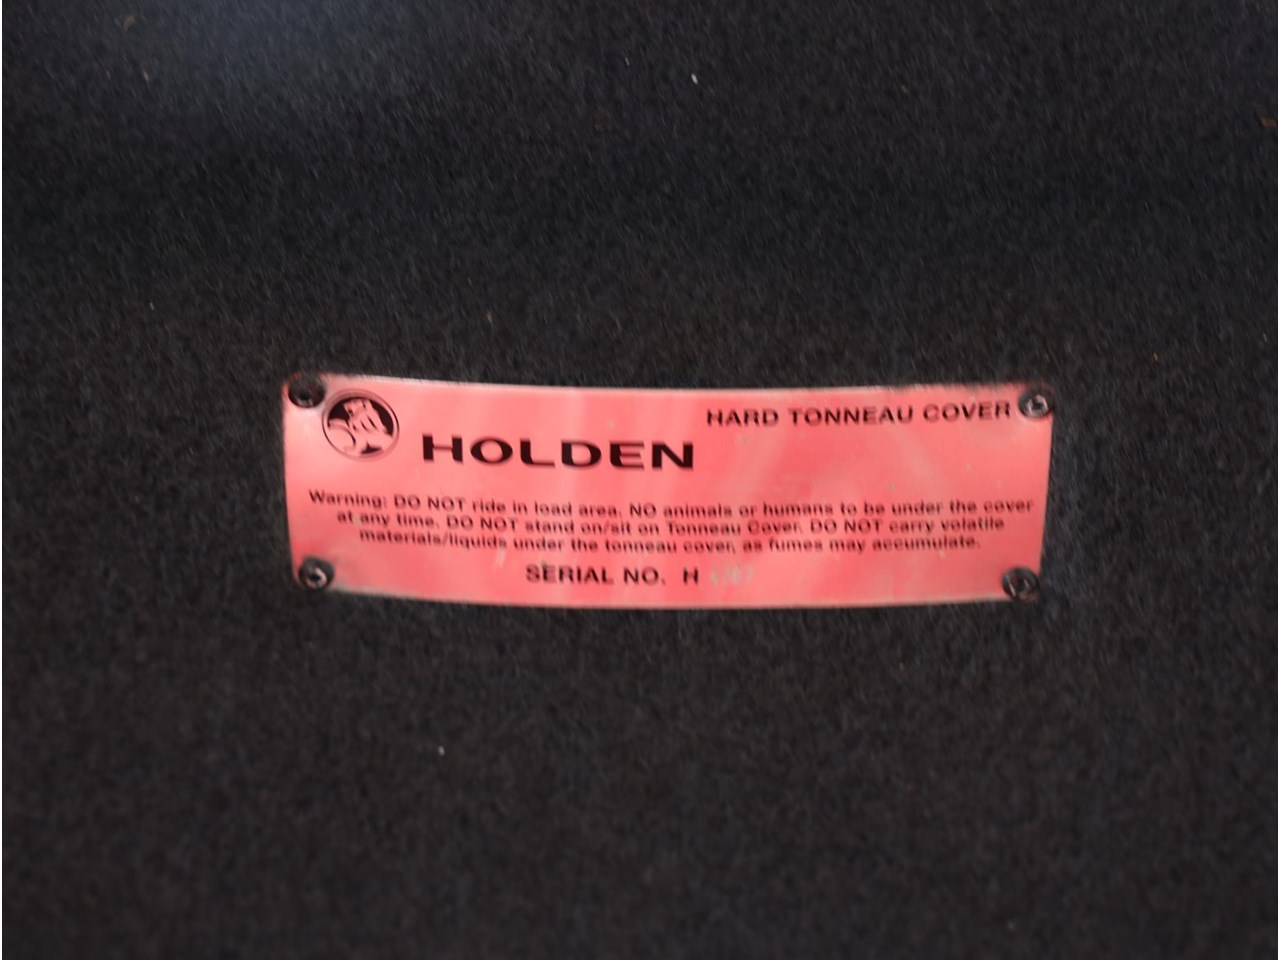 HARD TONNEAU COVER
HOLDEN
Warning: DO NOT ride in load area. NO animals or humans to be under the cover
at any time. DO NOT stand on/sit on Tonneau Cover. DO NOT carry volatile
materials/liquids under the tonneau cover, as fumes may accumulate.
SERIAL NO. H